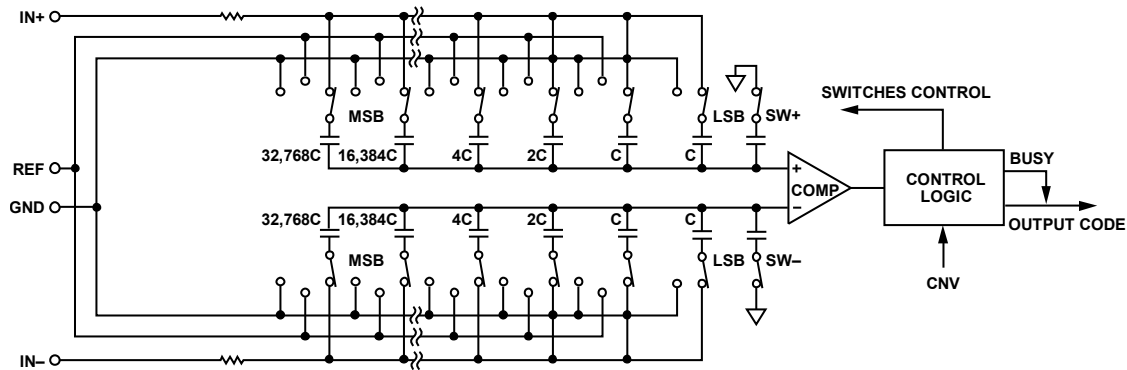 IN+
SWITCHES CONTROL
MSB
LSB
SW+
32,768C
16,384C
4C
2C
C
C
BUSY
REF
+
COMP
−
CONTROL
LOGIC
GND
OUTPUT CODE
32,768C
16,384C
4C
2C
C
C
MSB
LSB
SW–
CNV
IN–